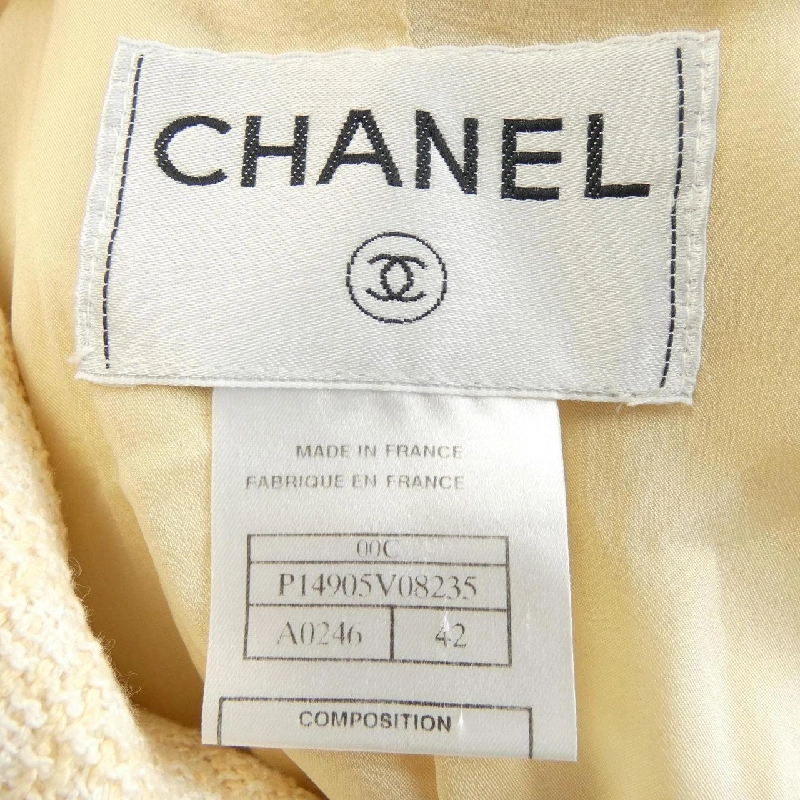 CHANEL
MADE IN FRANCE
FABRIQUE EN FRANCE
00C
P14905V08235
A0246 42
COMPOSITION